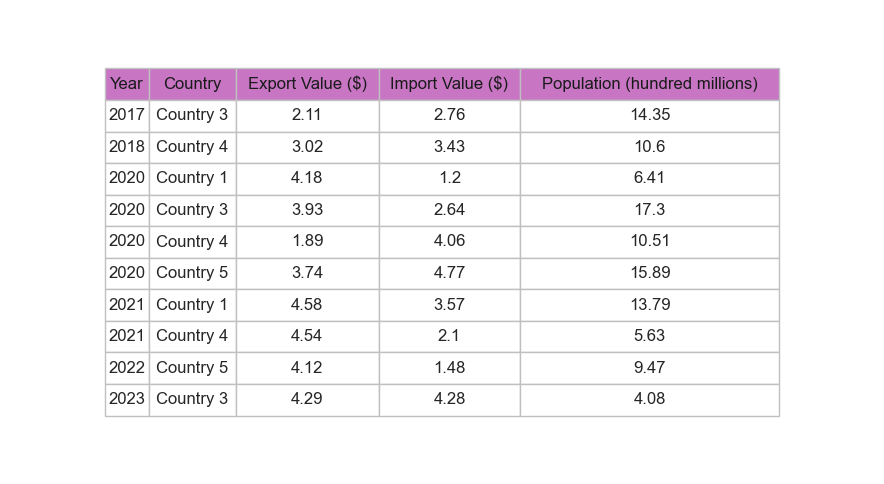 Year Country Export Value ($) Import Value ($) Population (hundred millions)
2017 Country 3 2.11 2.76 14.35
2018 Country 4 3.02 3.43 10.6
2020 Country 1 4.18 1.2 6.41
2020 Country 3 3.93 2.64 17.3
2020 Country 4 1.89 4.06 10.51
2020 Country 5 3.74 4.77 15.89
2021 Country 1 4.58 3.57 13.79
2021 Country 4 4.54 2.1 5.63
2022 Country 5 4.12 1.48 9.47
2023 Country 3 4.29 4.28 4.08